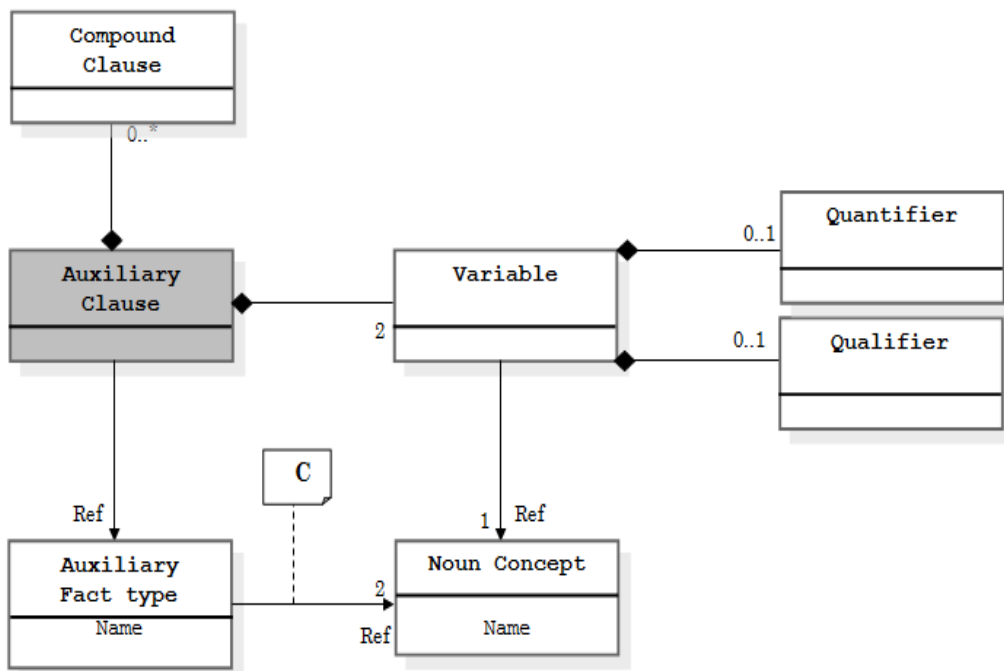 Compound
Clause
0..*
Quantifier
0..1
Auxiliary
Clause
Variable
2
0..1
Qualifier
C
Ref
1
Ref
Auxiliary
Fact type
Name
2
Ref
Noun Concept
Name